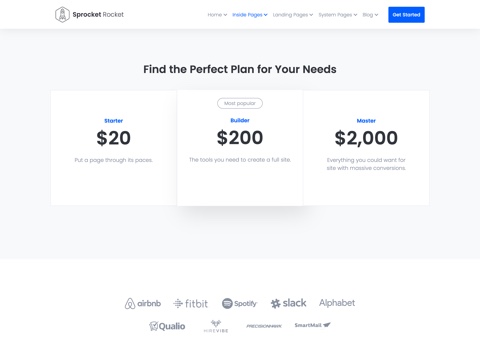 Sprocket Rocket
Home Inside Pages Landing Pages System Pages Blog Get Started
Find the Perfect Plan for Your Needs
Most popular
Starter Builder Master
$20 $200 $2,000
Put a page through its paces. The tools you need to create a full site. Everything you could want for
site with massive conversions.
airbnb fitbit Spotify slack Alphabet
Qualio HIREVIBE PRECISIONHAWK SmartMail